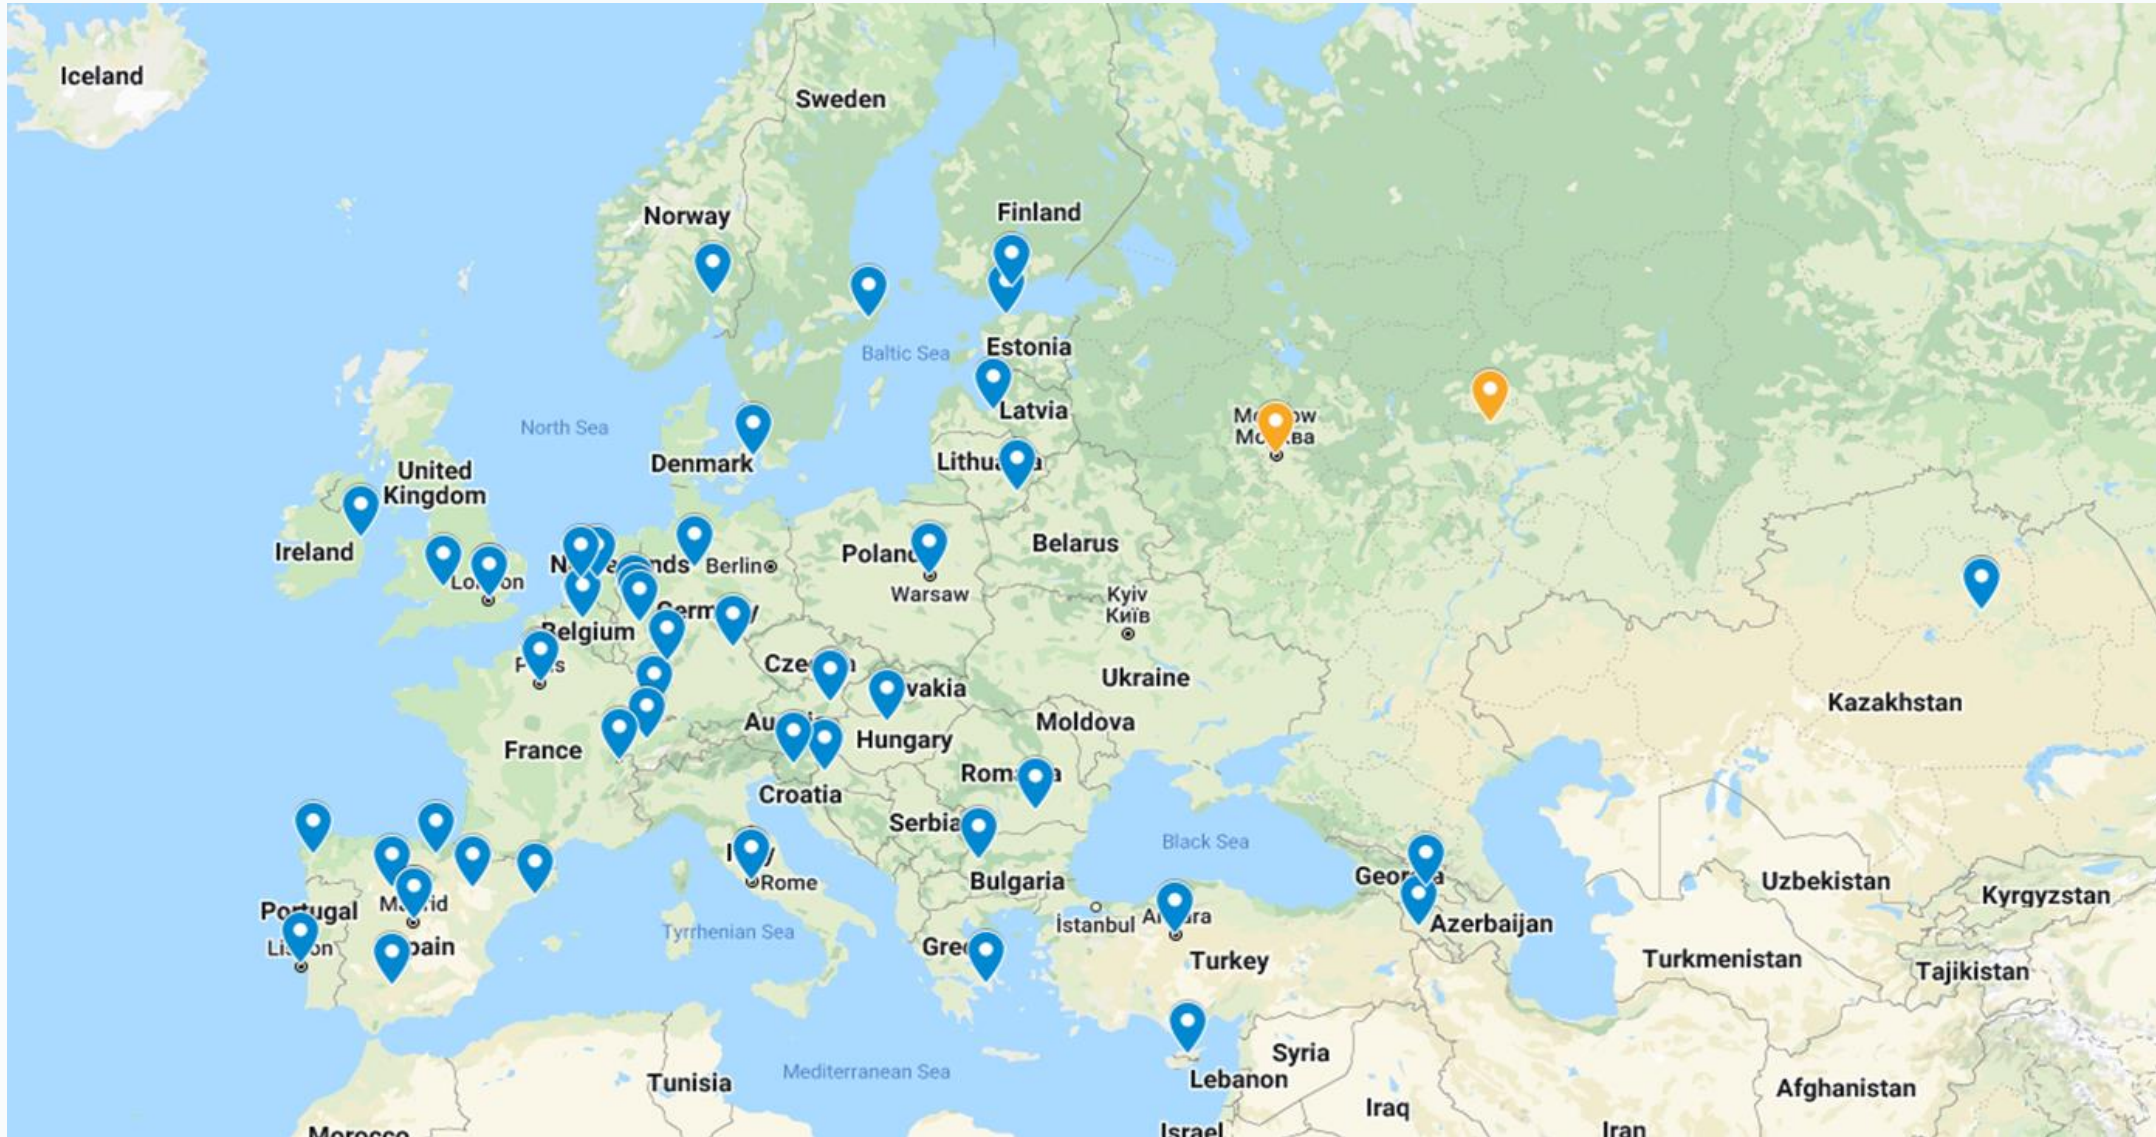 Iceland
Sweden
Norway
Finland
Estonia
Baltic Sea
Latvia
North Sea
Denmark
United
Kingdom
Ireland
Berlin
Poland
Warsaw
Belarus
Kyiv
Київ
Belgium
Ukraine
Kazakhstan
Moldova
France
Hungary
Croatia
Serbia
Black Sea
Rome
Bulgaria
Uzbekistan
Kyrgyzstan
Portugal
İstanbul
Azerbaijan
Tyrrhenian Sea
Turkey
Turkmenistan
Tajikistan
Syria
Mediterranean Sea
Tunisia
Lebanon
Afghanistan
Iraq
Morocco
Israel
Iran